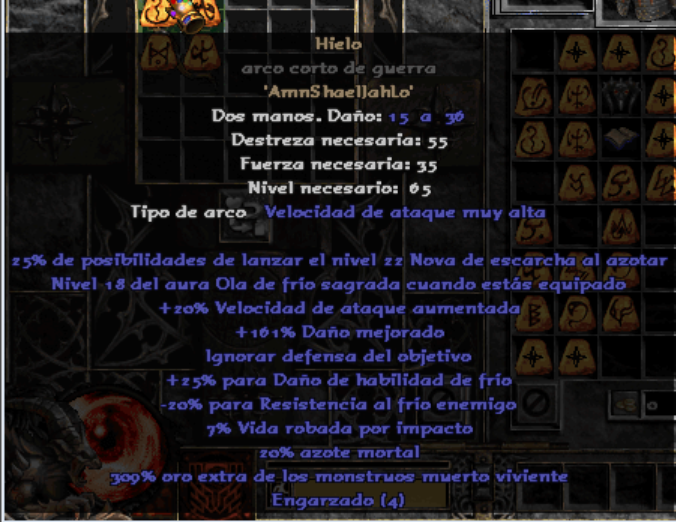 Hielo
arco corto de guerra
'AmnShaelJahLo'
Dos manos. Daño: 15 a 36
Destreza necesaria: 55
Fuerza necesaria: 35
Nivel necesario: 65
Tipo de arco Velocidad de ataque muy alta
25% de posibilidades de lanzar el nivel 22 Nova de escarcha al azotar
Nivel 18 del aura Ola de frío sagrada cuando estás equipado
+20% Velocidad de ataque aumentada
+161% Daño mejorado
Ignorar defensa del objetivo
+25% para Daño de habilidad de frío
-20% para Resistencia al frío enemigo
7% Vida robada por impacto
20% azote mortal
309% oro extra de los monstruos muerto viviente
Engarzado (4)
0